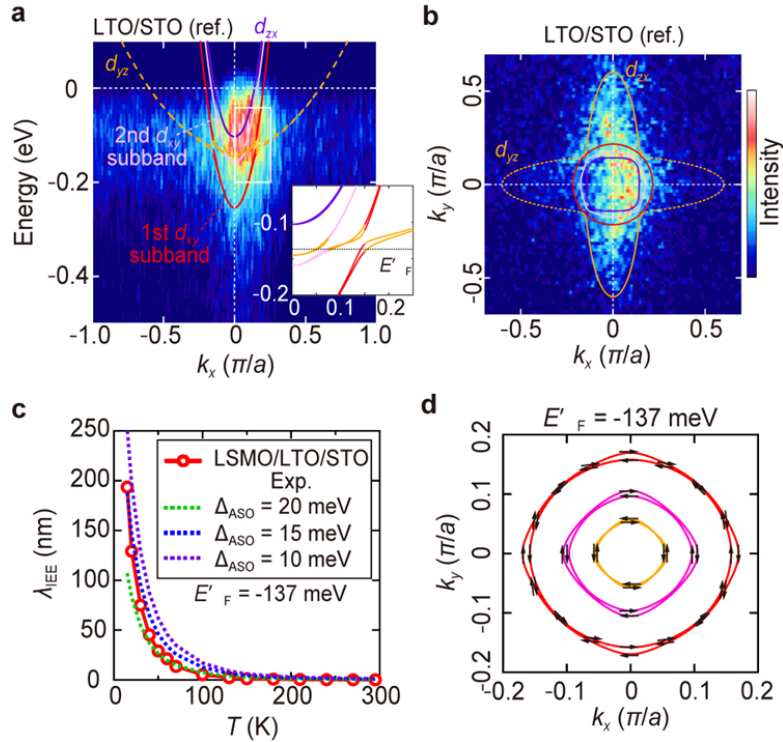 a
LTO/STO (ref.)
d_zx
d_yz
0
-0.2
-0.4
Energy (eV)
2nd d_xy
subband
1st d_xy
subband
-0.1
-0.2
E'_F
0 0.1 0.2
-1.0 -0.5 0 0.5 1.0
k_x (π/a)
b
LTO/STO (ref.)
d_zx
d_yz
0.5
0
-0.5
k_y (π/a)
-0.5 0 0.5
k_x (π/a)
Intensity
c
250
200
150
100
50
0
λ_IEE (nm)
LSMO/LTO/STO
Exp.
Δ_ASO = 20 meV
Δ_ASO = 15 meV
Δ_ASO = 10 meV
E'_F = -137 meV
0 100 200 300
T (K)
d
E'_F = -137 meV
0.2
0.1
0
-0.1
-0.2
k_y (π/a)
-0.2 -0.1 0 0.1 0.2
k_x (π/a)